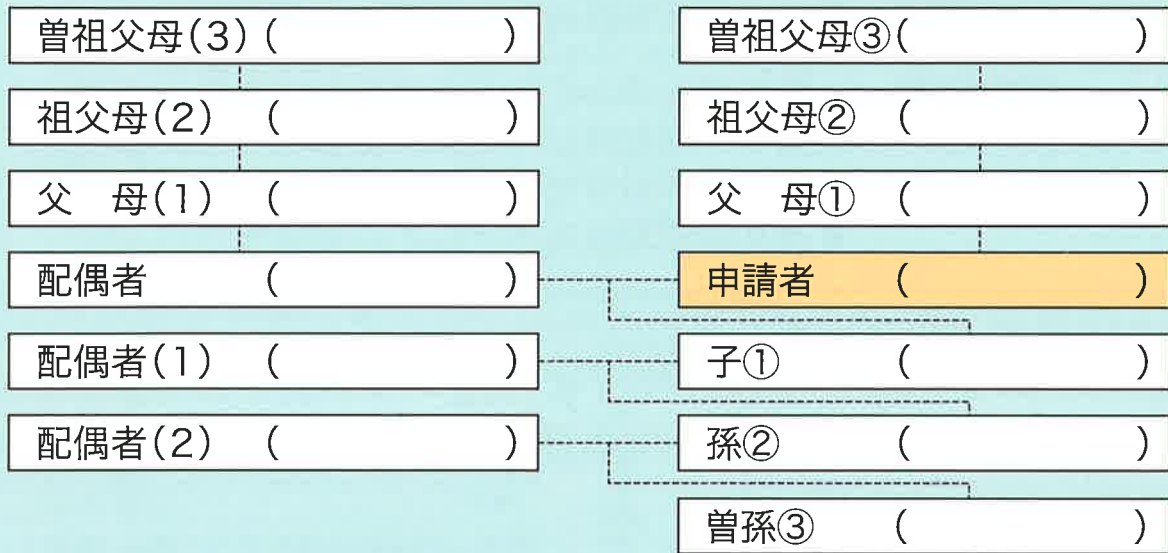 曽祖父母(3)(　　　　　　　)
曽祖父母③(　　　　　　　)
祖父母(2)　(　　　　　　　)
祖父母②　(　　　　　　　)
父　母(1)　(　　　　　　　)
父　母①　(　　　　　　　)
配偶者　　　(　　　　　　　)
申請者　　(　　　　　　　)
配偶者(1)　(　　　　　　　)
子①　　　(　　　　　　　)
配偶者(2)　(　　　　　　　)
孫②　　　(　　　　　　　)
曽孫③　　(　　　　　　　)